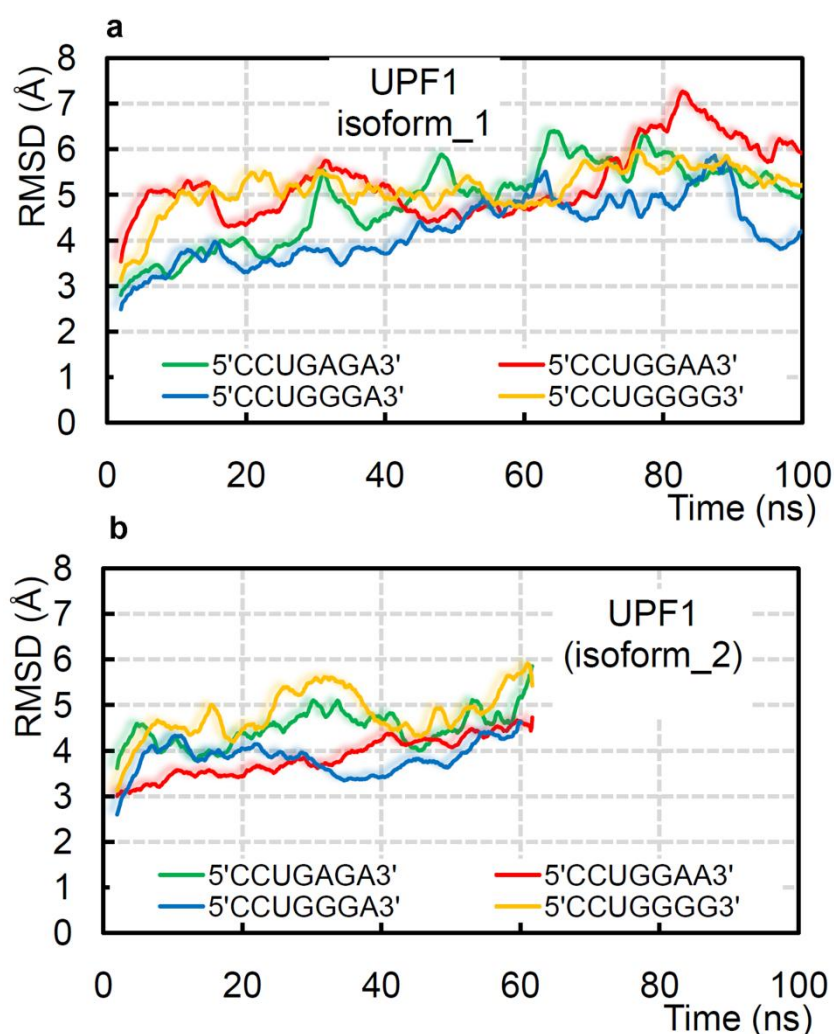 a
8
7
6
5
4
3
2
1
0
RMSD (Å)
UPF1
isoform_1
5'CCUGAGA3' 5'CCUGGAA3'
5'CCUGGGA3' 5'CCUGGGG3'
0 20 40 60 80 100
Time (ns)
b
8
7
6
5
4
3
2
1
0
RMSD (Å)
UPF1
(isoform_2)
5'CCUGAGA3' 5'CCUGGAA3'
5'CCUGGGA3' 5'CCUGGGG3'
0 20 40 60 80 100
Time (ns)